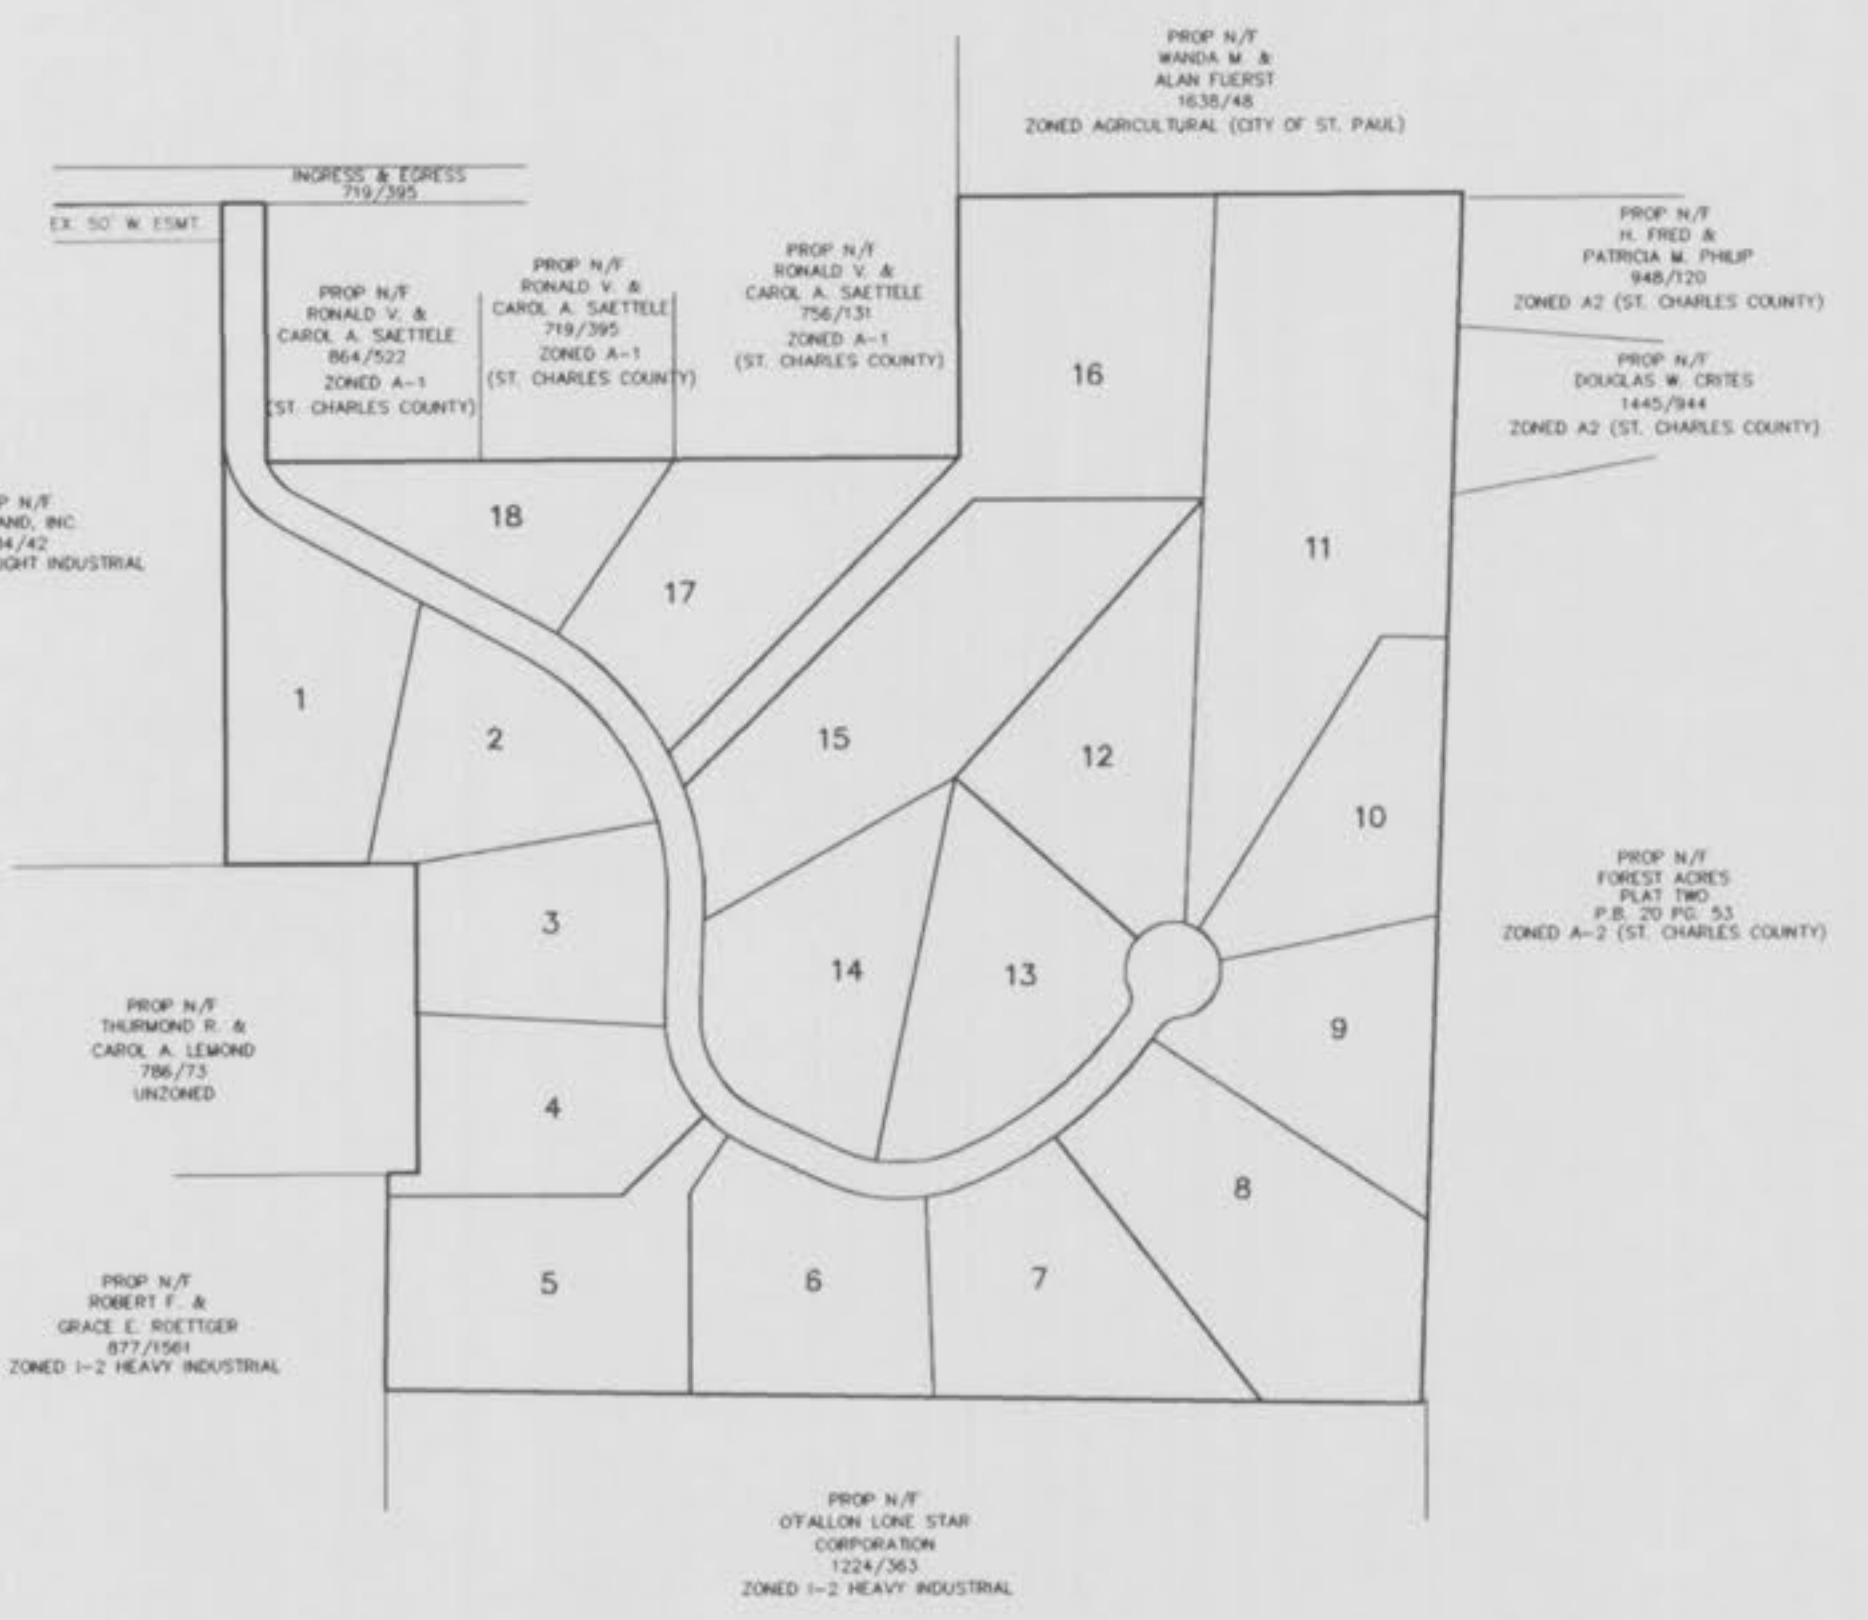 PROP N/F
WANDA M. &
ALAN FUERST
1638/48
ZONED AGRICULTURAL (CITY OF ST. PAUL)
INGRESS & EGRESS
719/395
EX. 50' W. ESMT.
PROP N/F
RONALD V. &
CAROL A. SAETTELE
864/522
ZONED A-1
(ST. CHARLES COUNTY)
PROP N/F
RONALD V. &
CAROL A. SAETTELE
719/395
ZONED A-1
(ST. CHARLES COUNTY)
PROP N/F
RONALD V. &
CAROL A. SAETTELE
756/131
ZONED A-1
(ST. CHARLES COUNTY)
PROP N/F
H. FRED &
PATRICIA M. PHILIP
948/120
ZONED A2 (ST. CHARLES COUNTY)
PROP N/F
DOUGLAS W. CRITES
1445/944
ZONED A2 (ST. CHARLES COUNTY)
16
P N/F
AND, INC.
4/42
IGHT INDUSTRIAL
18
11
17
1
2
15
12
10
PROP N/F
FOREST ACRES
PLAT TWO
P.B. 20 PG. 53
ZONED A-2 (ST. CHARLES COUNTY)
3
14
13
9
PROP N/F
THURMOND R. &
CAROL A. LEMOND
786/73
UNZONED
4
8
5
6
7
PROP N/F
ROBERT F. &
GRACE E. ROETTGER
877/1561
ZONED I-2 HEAVY INDUSTRIAL
PROP N/F
O'FALLON LONE STAR
CORPORATION
1224/363
ZONED I-2 HEAVY INDUSTRIAL